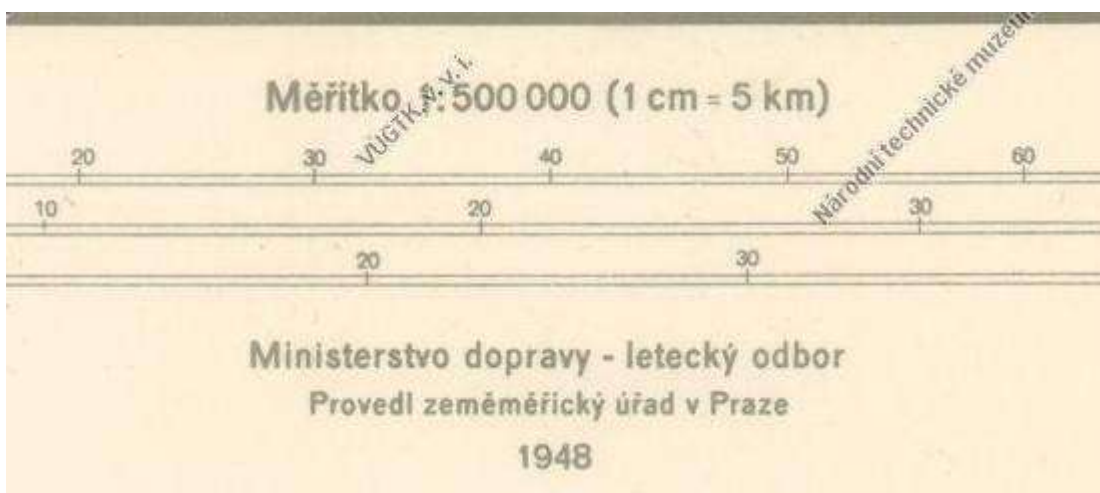 Měřítko 1:500 000 (1 cm = 5 km)
VÚGTK, v. v. i.
Národní technické muzeum
20 30 40 50 60
10 20 30
20 30
Ministerstvo dopravy - letecký odbor
Provedl zeměměřický úřad v Praze
1948